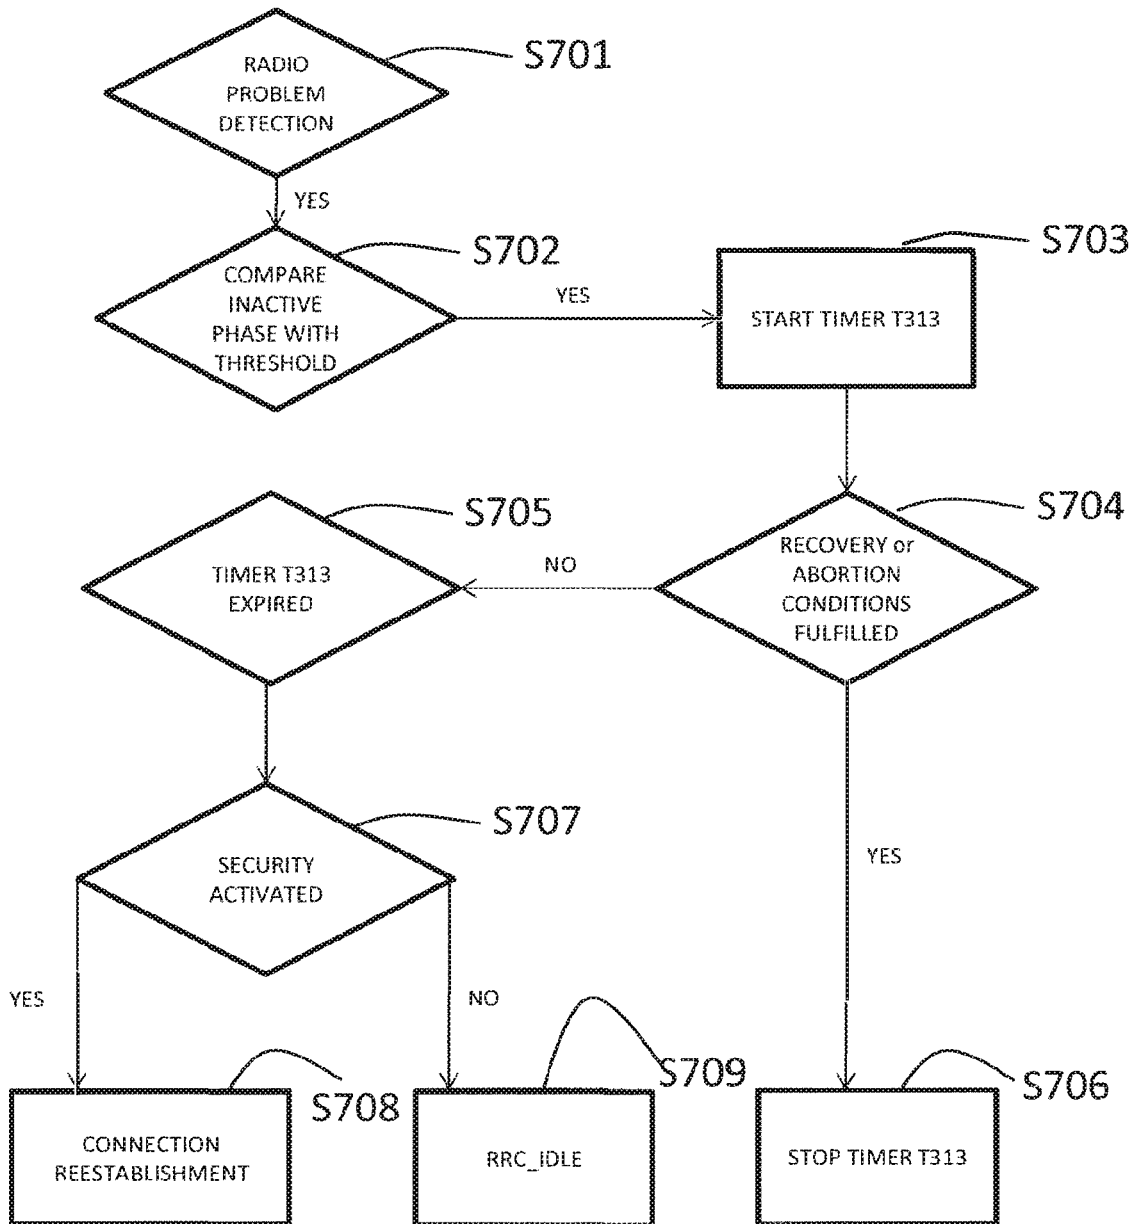 RADIO
PROBLEM
DETECTION
S701
YES
COMPARE
INACTIVE
PHASE WITH
THRESHOLD
S702
YES
S703
START TIMER T313
S704
RECOVERY or
ABORTION
CONDITIONS
FULFILLED
NO
S705
TIMER T313
EXPIRED
S707
SECURITY
ACTIVATED
YES
YES
NO
S708
CONNECTION
REESTABLISHMENT
S709
RRC_IDLE
S706
STOP TIMER T313